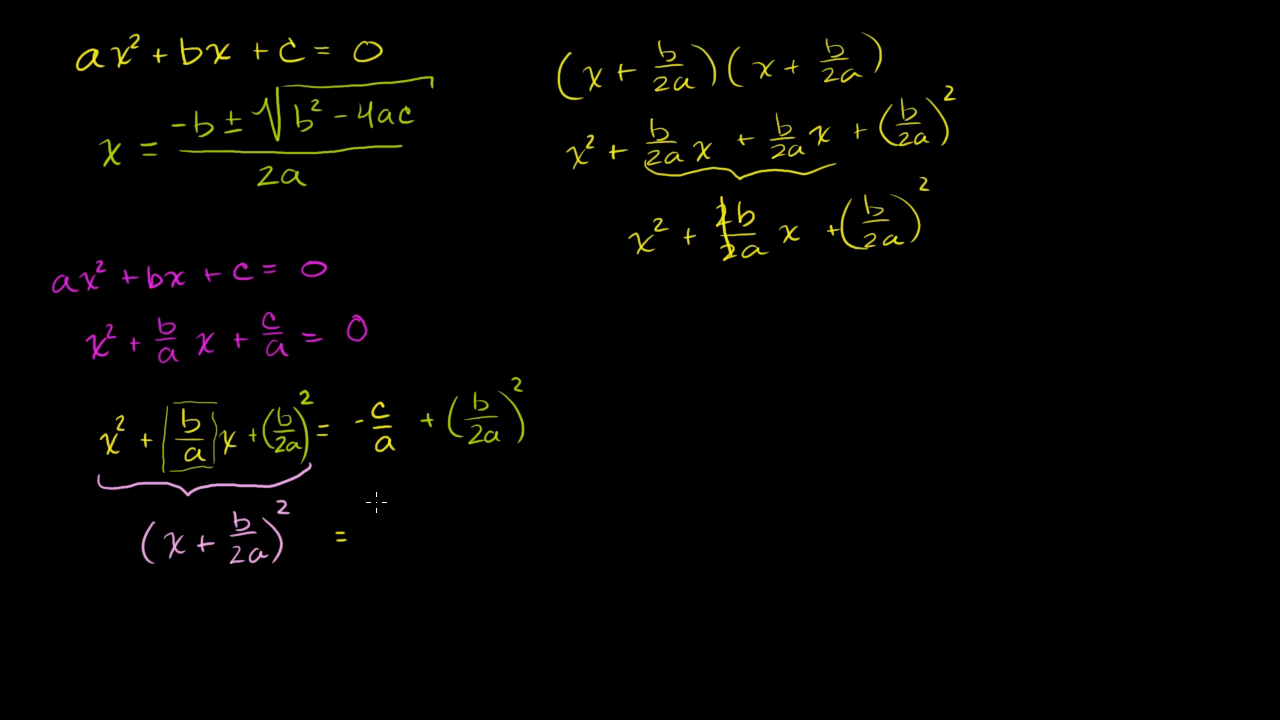 ax² + bx + c = 0
x = (-b ± √(b² - 4ac)) / 2a
ax² + bx + c = 0
x² + b/a x + c/a = 0
x² + b/a x + (b/2a)² = -c/a + (b/2a)²
(x + b/2a)² =
(x + b/2a)(x + b/2a)
x² + b/2a x + b/2a x + (b/2a)²
x² + 2b/2a x + (b/2a)²